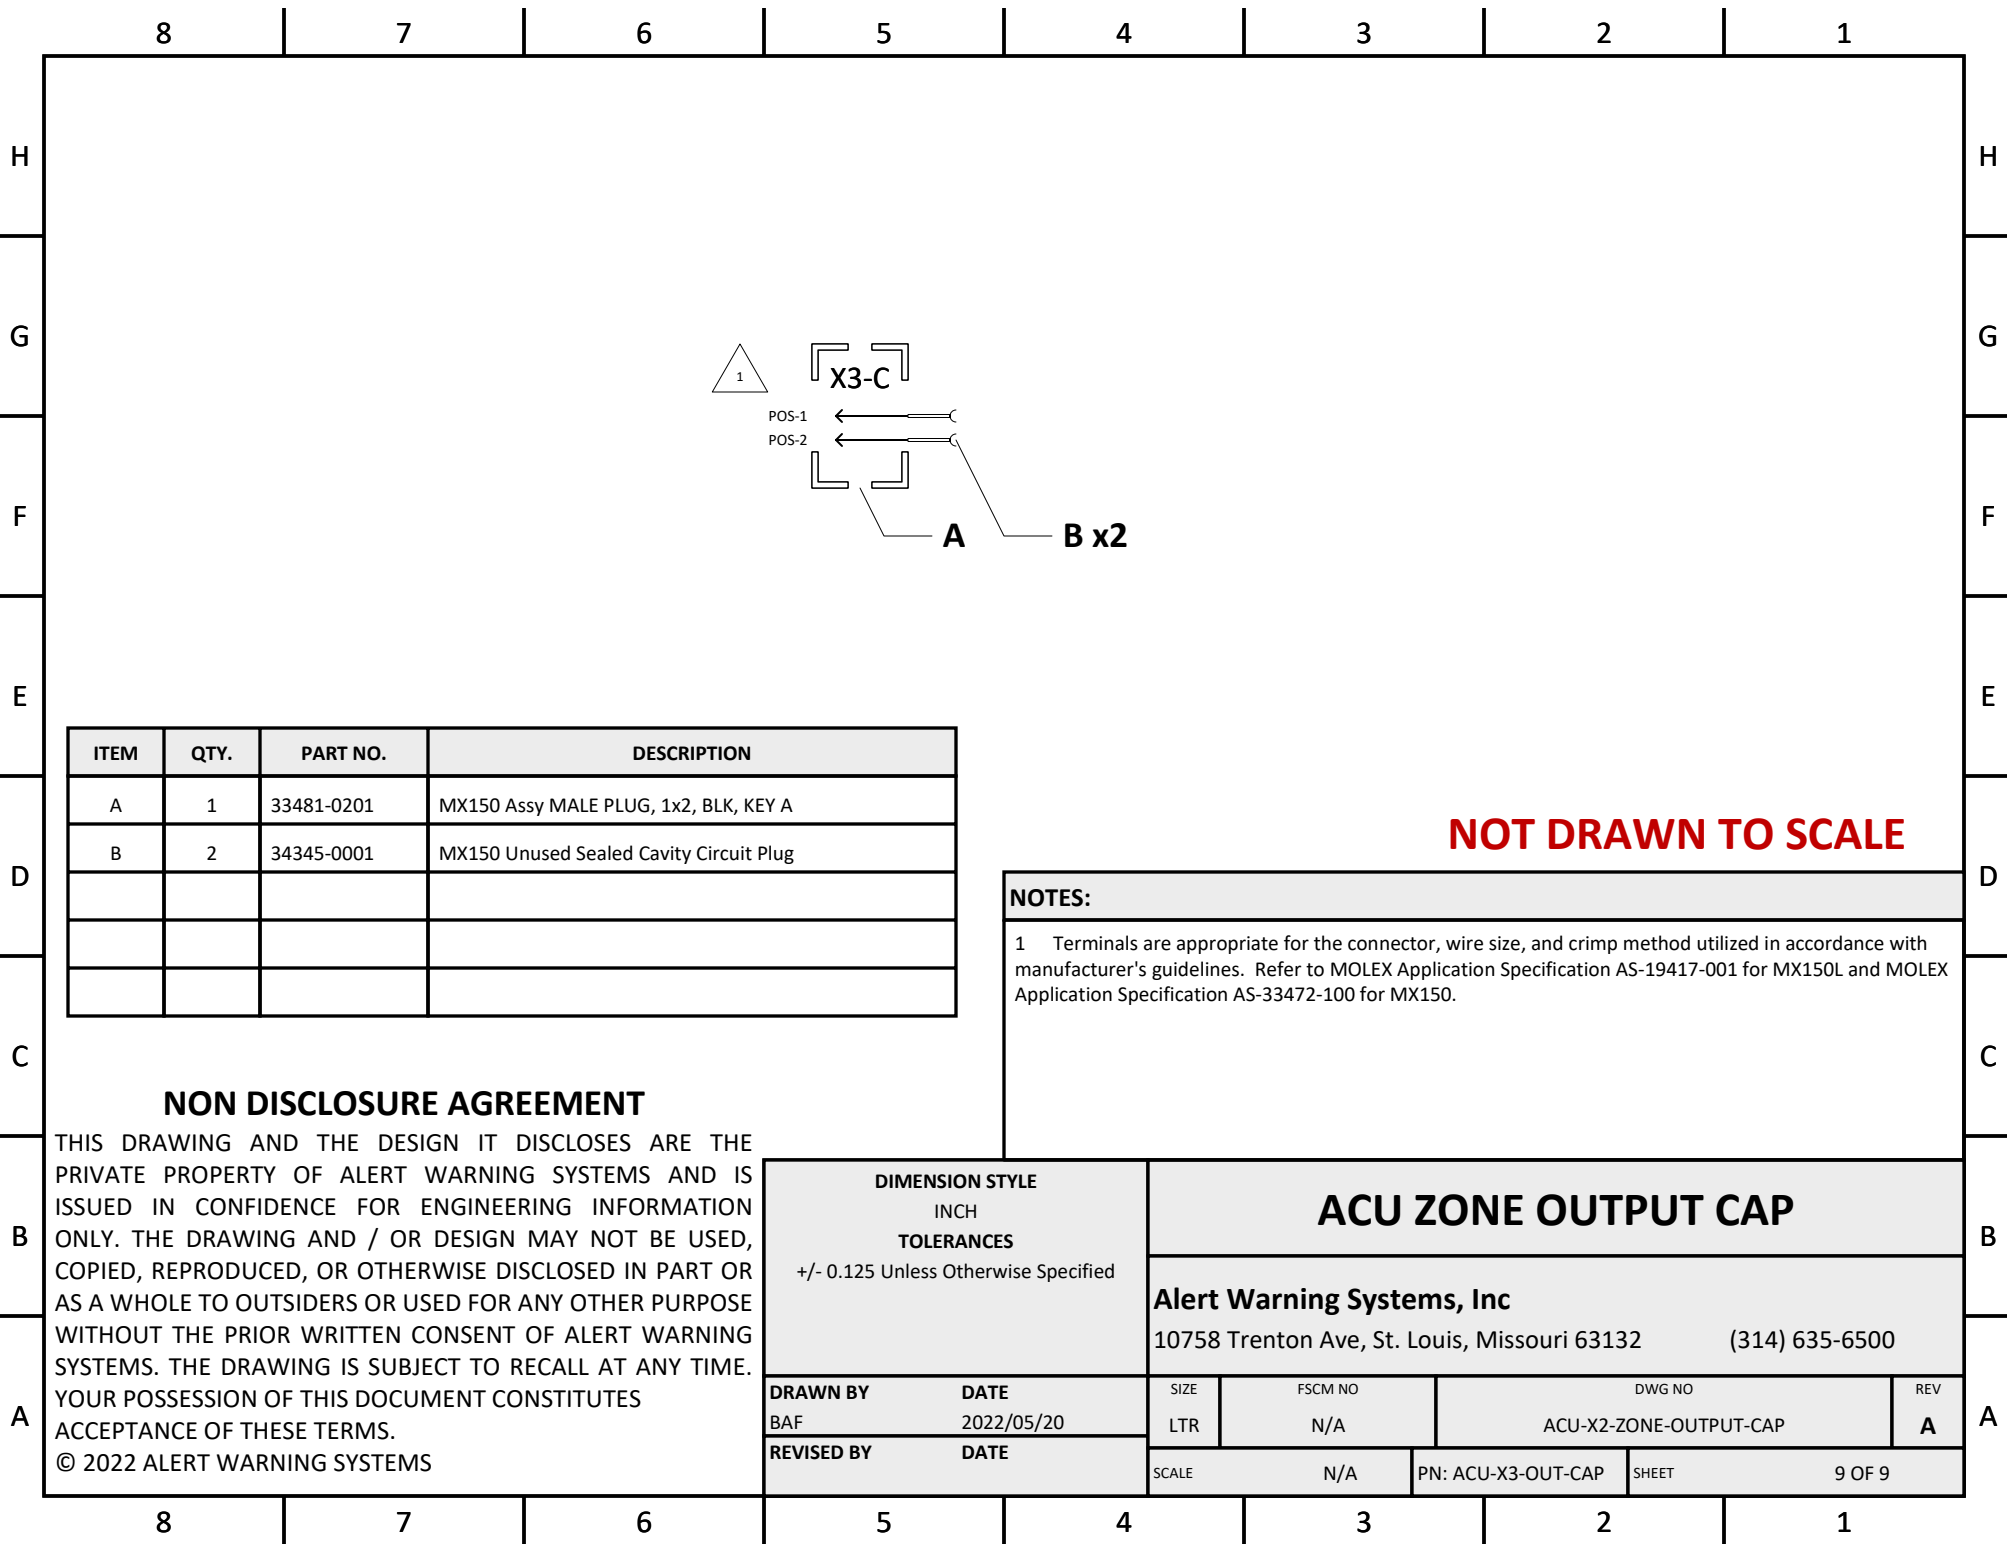 8 7 6 5 4 3 2 1
H H
G G
1
X3-C
POS-1
POS-2
F F
A B x2
E E
ITEM QTY. PART NO. DESCRIPTION
A 1 33481-0201 MX150 Assy MALE PLUG, 1x2, BLK, KEY A
B 2 34345-0001 MX150 Unused Sealed Cavity Circuit Plug
NOT DRAWN TO SCALE
D D
NOTES:
1 Terminals are appropriate for the connector, wire size, and crimp method utilized in accordance with
manufacturer's guidelines. Refer to MOLEX Application Specification AS-19417-001 for MX150L and MOLEX
Application Specification AS-33472-100 for MX150.
C C
NON DISCLOSURE AGREEMENT
THIS DRAWING AND THE DESIGN IT DISCLOSES ARE THE
PRIVATE PROPERTY OF ALERT WARNING SYSTEMS AND IS
ISSUED IN CONFIDENCE FOR ENGINEERING INFORMATION
ONLY. THE DRAWING AND / OR DESIGN MAY NOT BE USED,
COPIED, REPRODUCED, OR OTHERWISE DISCLOSED IN PART OR
AS A WHOLE TO OUTSIDERS OR USED FOR ANY OTHER PURPOSE
WITHOUT THE PRIOR WRITTEN CONSENT OF ALERT WARNING
SYSTEMS. THE DRAWING IS SUBJECT TO RECALL AT ANY TIME.
YOUR POSSESSION OF THIS DOCUMENT CONSTITUTES
ACCEPTANCE OF THESE TERMS.
© 2022 ALERT WARNING SYSTEMS
B B
DIMENSION STYLE
INCH
TOLERANCES
+/- 0.125 Unless Otherwise Specified
ACU ZONE OUTPUT CAP
Alert Warning Systems, Inc
10758 Trenton Ave, St. Louis, Missouri 63132 (314) 635-6500
A A
DRAWN BY DATE
BAF 2022/05/20
REVISED BY DATE
SIZE FSCM NO DWG NO REV
LTR N/A ACU-X2-ZONE-OUTPUT-CAP A
SCALE N/A PN: ACU-X3-OUT-CAP SHEET 9 OF 9
8 7 6 5 4 3 2 1